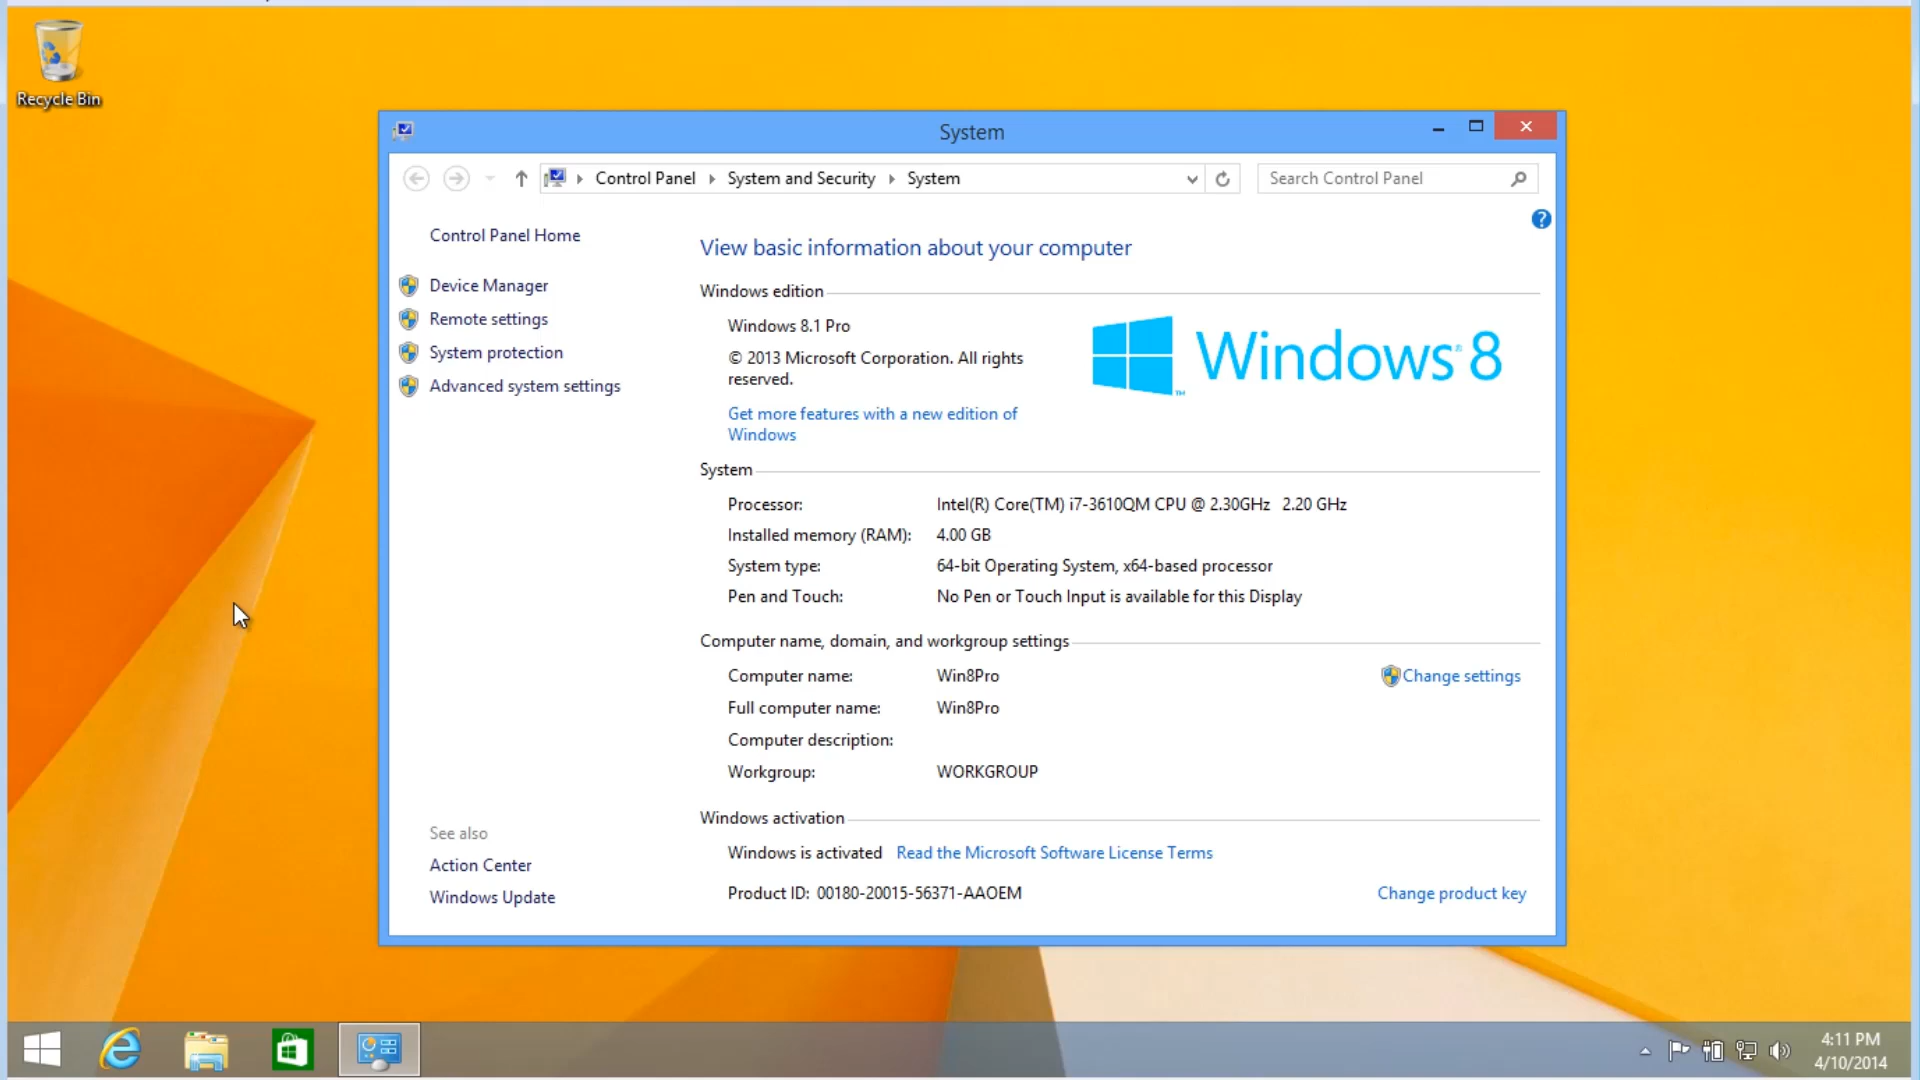 Recycle Bin
System
Control Panel System and Security System
Search Control Panel
?
Control Panel Home
Device Manager
Remote settings
System protection
Advanced system settings
See also
Action Center
Windows Update
View basic information about your computer
Windows edition
Windows 8.1 Pro
© 2013 Microsoft Corporation. All rights
reserved.
Get more features with a new edition of
Windows
Windows® 8
™
System
Processor: Intel(R) Core(TM) i7-3610QM CPU @ 2.30GHz 2.20 GHz
Installed memory (RAM): 4.00 GB
System type: 64-bit Operating System, x64-based processor
Pen and Touch: No Pen or Touch Input is available for this Display
Computer name, domain, and workgroup settings
Computer name: Win8Pro
Change settings
Full computer name: Win8Pro
Computer description:
Workgroup: WORKGROUP
Windows activation
Windows is activated Read the Microsoft Software License Terms
Product ID: 00180-20015-56371-AAOEM
Change product key
4:11 PM
4/10/2014